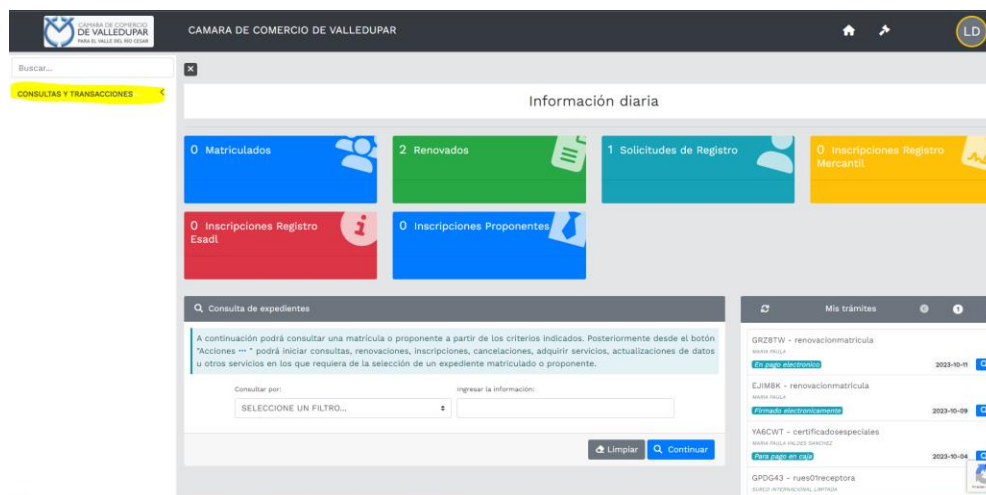 CÁMARA DE COMERCIO
DE VALLEDUPAR
PARA EL VALLE DEL RÍO CESAR
CAMARA DE COMERCIO DE VALLEDUPAR
LD
Buscar...
CONSULTAS Y TRANSACCIONES
Información diaria
0 Matriculados
2 Renovados
1 Solicitudes de Registro
0 Inscripciones Registro
Mercantil
0 Inscripciones Registro
Esadl
0 Inscripciones Proponentes
Consulta de expedientes
A continuación podrá consultar una matrícula o proponente a partir de los criterios indicados. Posteriormente desde el botón
"Acciones ··· " podrá iniciar consultas, renovaciones, inscripciones, cancelaciones, adquirir servicios, actualizaciones de datos
u otros servicios en los que requiera de la selección de un expediente matriculado o proponente.
Consultar por:
Ingresar la información:
SELECCIONE UN FILTRO...
Limpiar
Continuar
Mis trámites
1
GRZ8TW - renovacionmatricula
MARIA PAULA
En pago electronico
2023-10-11
EJIM8K - renovacionmatricula
MARIA PAULA
Firmado electronicamente
2023-10-09
YA6CWT - certificadosespeciales
MARIA PAULA VALDES SANCHEZ
Para pago en caja
2023-10-04
GPDG43 - rues01receptora
INTERNACIONAL LIMITADA